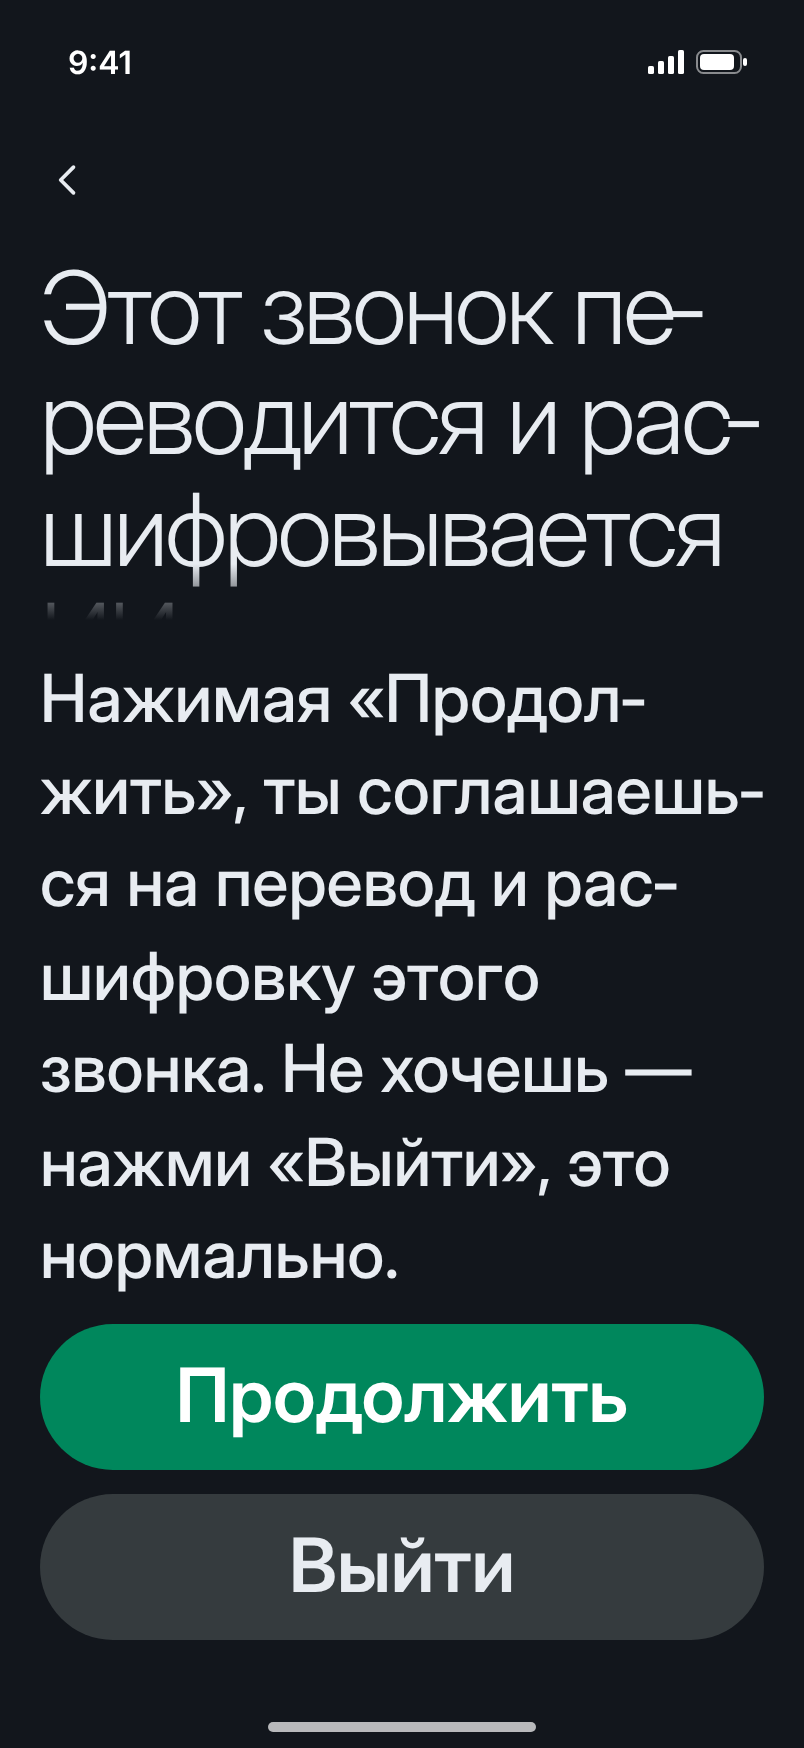 9:41
Этот звонок пе-
реводится и рас-
шифровывается
Нажимая «Продол-
жить», ты соглашаешь-
ся на перевод и рас-
шифровку этого
звонка. Не хочешь —
нажми «Выйти», это
нормально.
Продолжить
Выйти